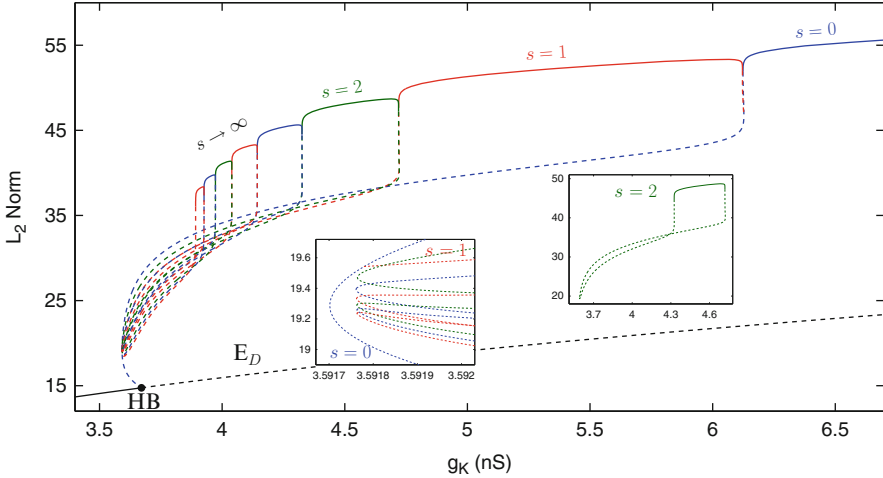 55
45
35
25
15
L2 Norm
3.5
4
4.5
5
5.5
6
6.5
gK (nS)
s → ∞
s = 2
s = 1
s = 0
HB
ED
19.6
19.4
19.2
19
s = 1
s = 0
3.5917
3.5918
3.5919
3.592
50
40
30
20
s = 2
3.7
4
4.3
4.6